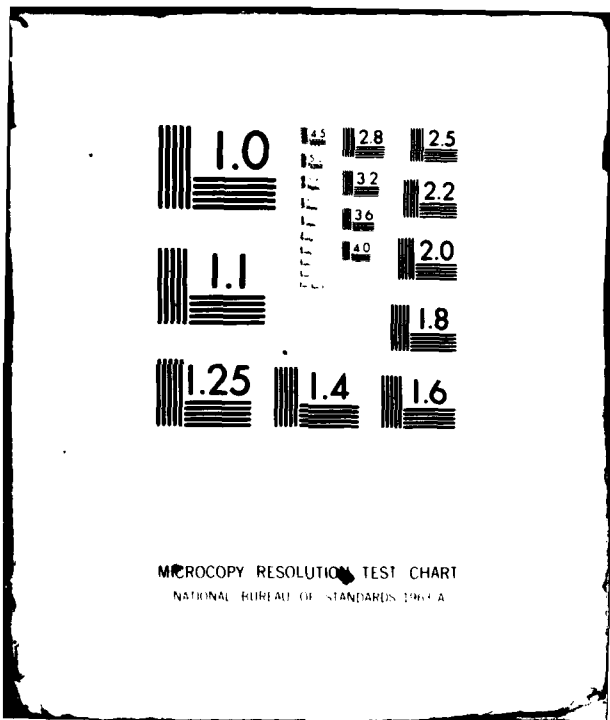 1.0
4.5 2.8 2.5
3.2 2.2
3.6
4.0 2.0
1.1
1.8
1.25 1.4 1.6
MICROCOPY RESOLUTION TEST CHART
NATIONAL BUREAU OF STANDARDS